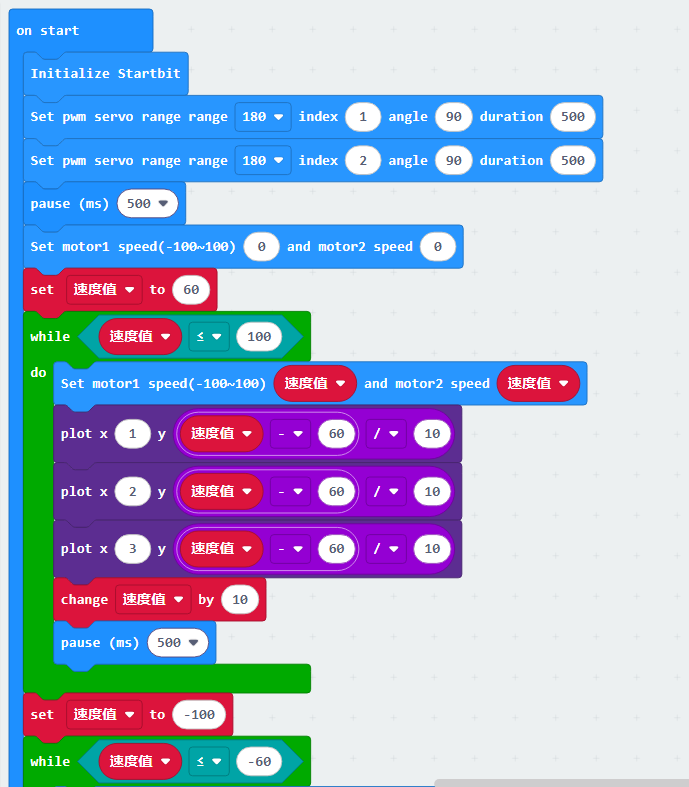 on start
Initialize Startbit
Set pwm servo range range 180 index 1 angle 90 duration 500
Set pwm servo range range 180 index 2 angle 90 duration 500
pause (ms) 500
Set motor1 speed(-100~100) 0 and motor2 speed 0
set 速度值 to 60
while 速度值 ≤ 100
do
Set motor1 speed(-100~100) 速度值 and motor2 speed 速度值
plot x 1 y 速度值 - 60 / 10
plot x 2 y 速度值 - 60 / 10
plot x 3 y 速度值 - 60 / 10
change 速度值 by 10
pause (ms) 500
set 速度值 to -100
while 速度值 ≤ -60